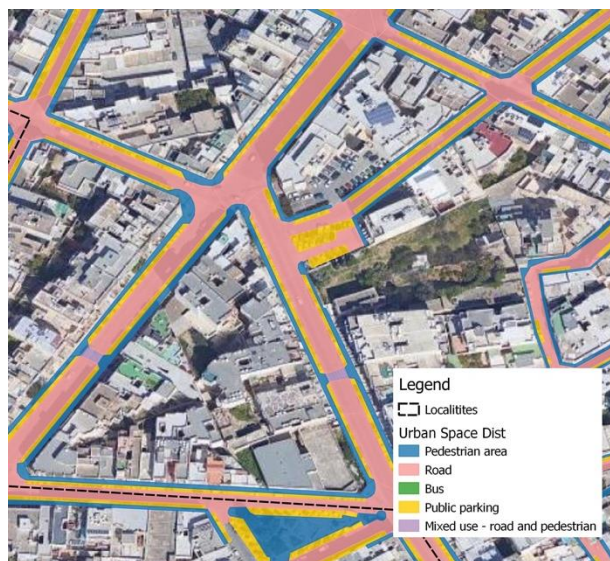 Legend
Localitites
Urban Space Dist
Pedestrian area
Road
Bus
Public parking
Mixed use - road and pedestrian